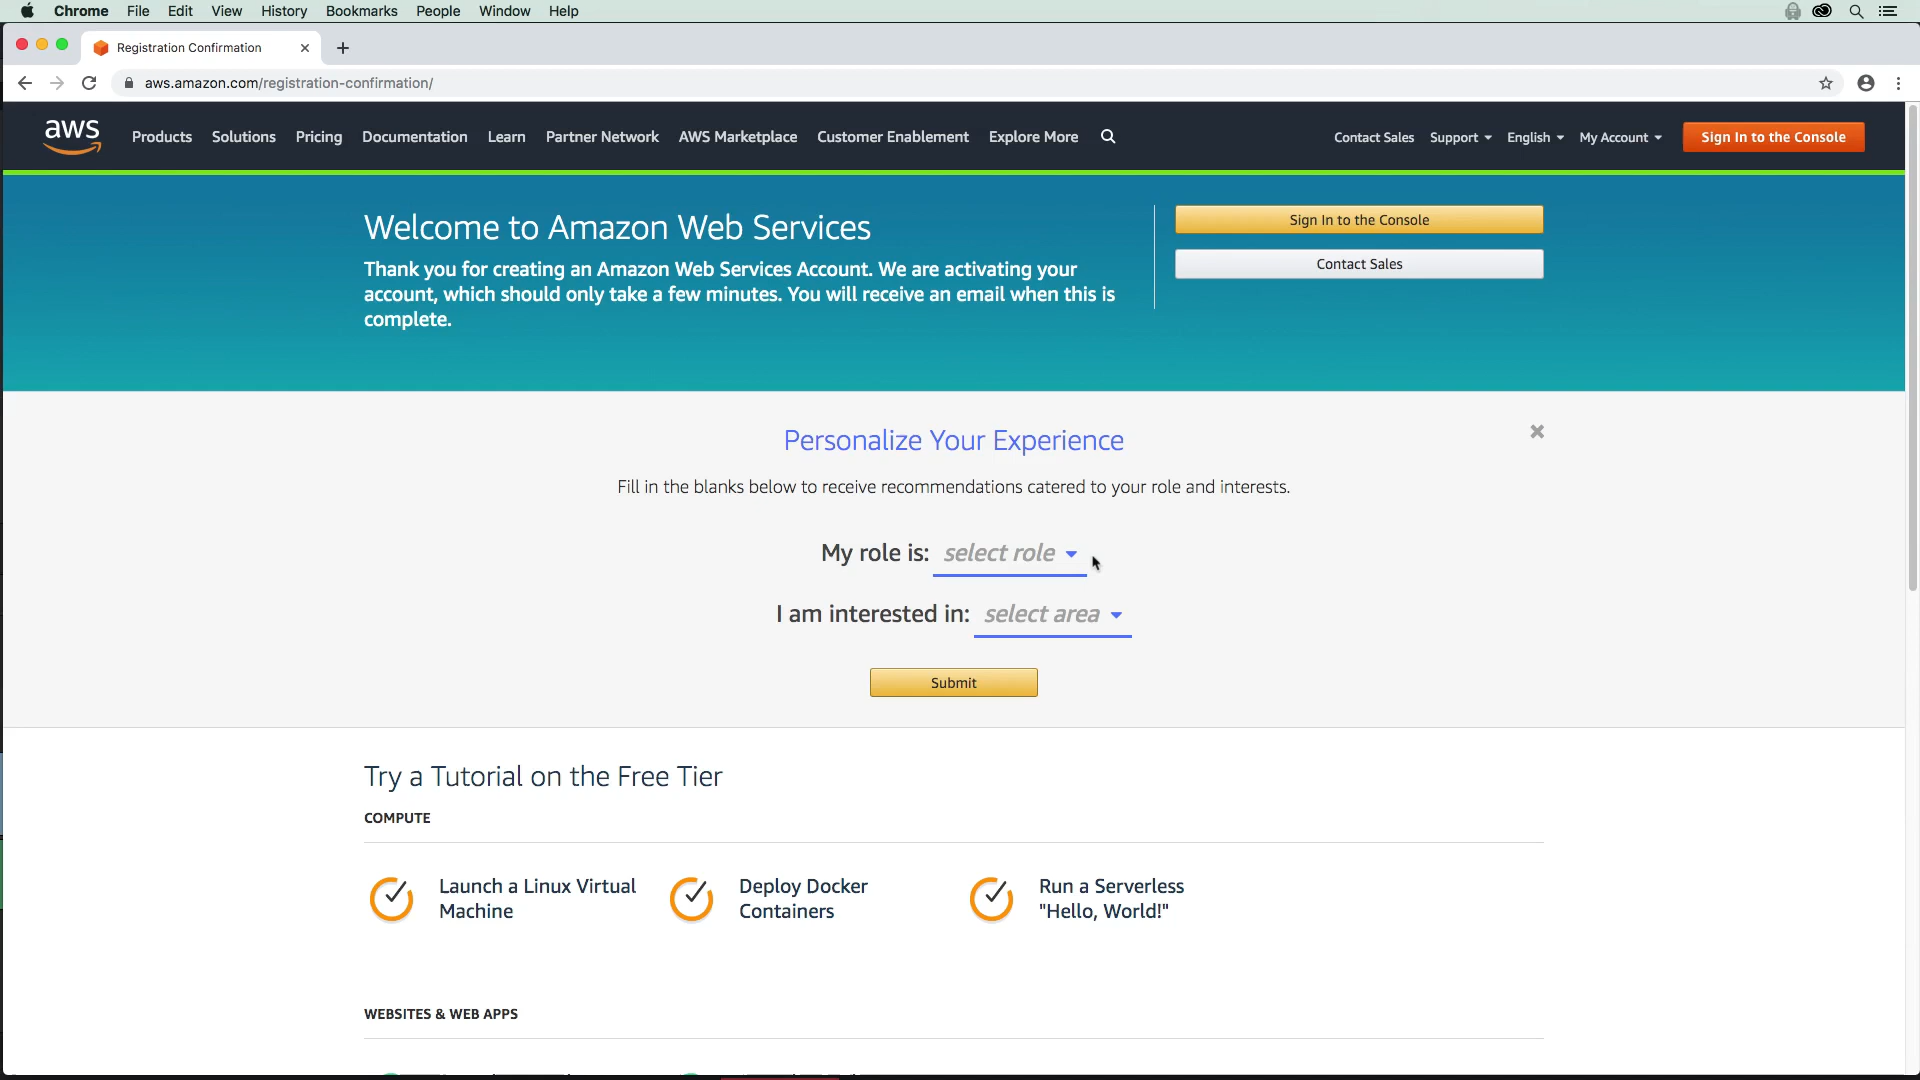 Chrome File Edit View History Bookmarks People Window Help
Registration Confirmation
aws.amazon.com/registration-confirmation/
aws Products Solutions Pricing Documentation Learn Partner Network AWS Marketplace Customer Enablement Explore More Contact Sales Support English My Account Sign In to the Console
Welcome to Amazon Web Services
Thank you for creating an Amazon Web Services Account. We are activating your
account, which should only take a few minutes. You will receive an email when this is
complete.
Sign In to the Console
Contact Sales
Personalize Your Experience
Fill in the blanks below to receive recommendations catered to your role and interests.
My role is: select role
I am interested in: select area
Submit
Try a Tutorial on the Free Tier
COMPUTE
Launch a Linux Virtual
Machine
Deploy Docker
Containers
Run a Serverless
"Hello, World!"
WEBSITES & WEB APPS